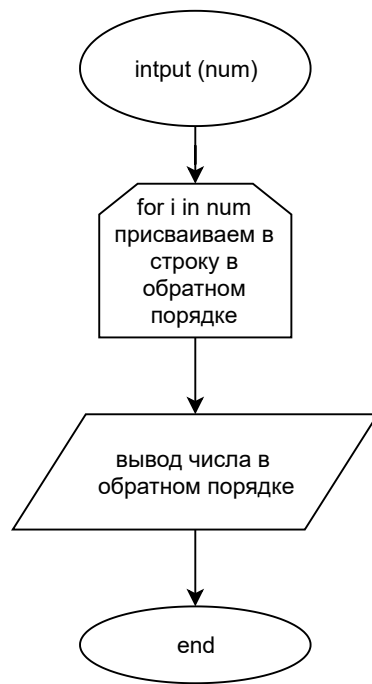 intput (num)
for i in num
присваиваем в
строку в
обратном
порядке
вывод числа в
обратном порядке
end